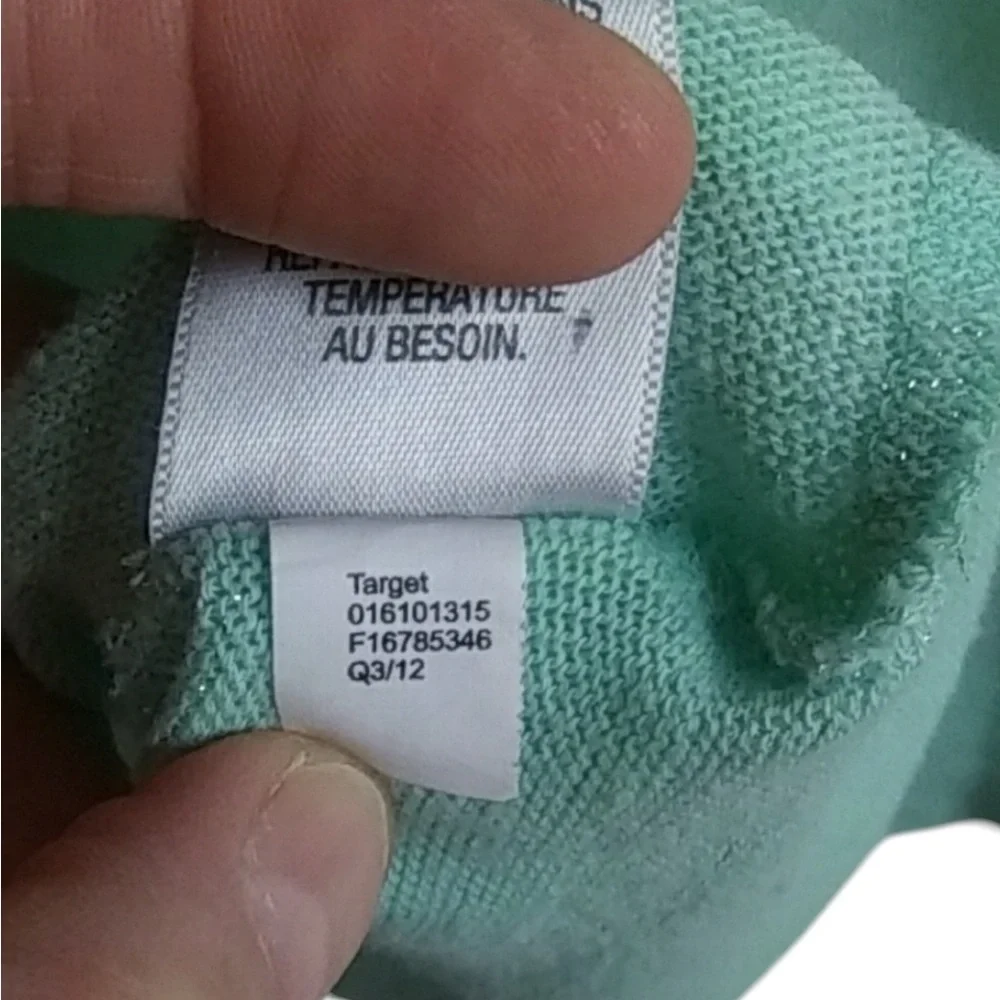 TEMPERATURE
AU BESOIN.
Target
016101315
F16785346
Q3/12